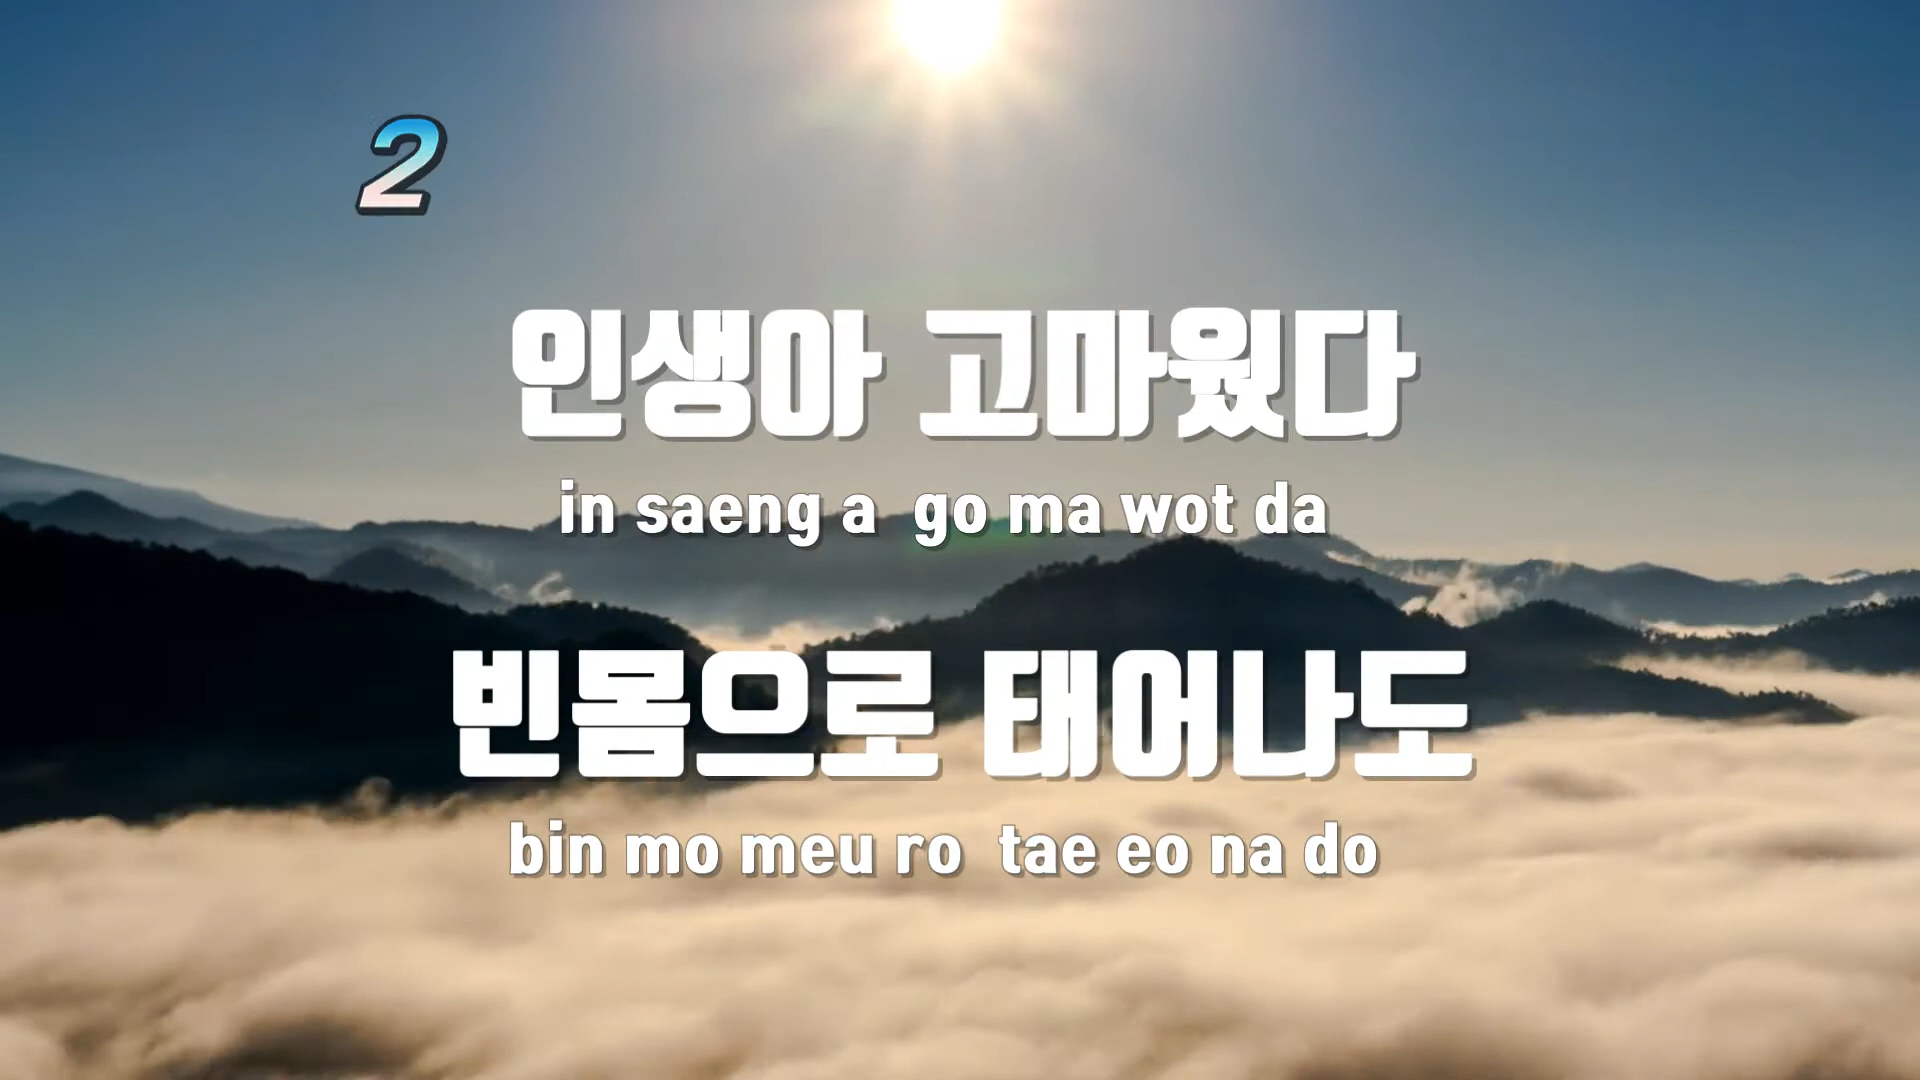 2
인생아 고마웠다
in saeng a go ma wot da
빈몸으로 태어나도
bin mo meu ro tae eo na do